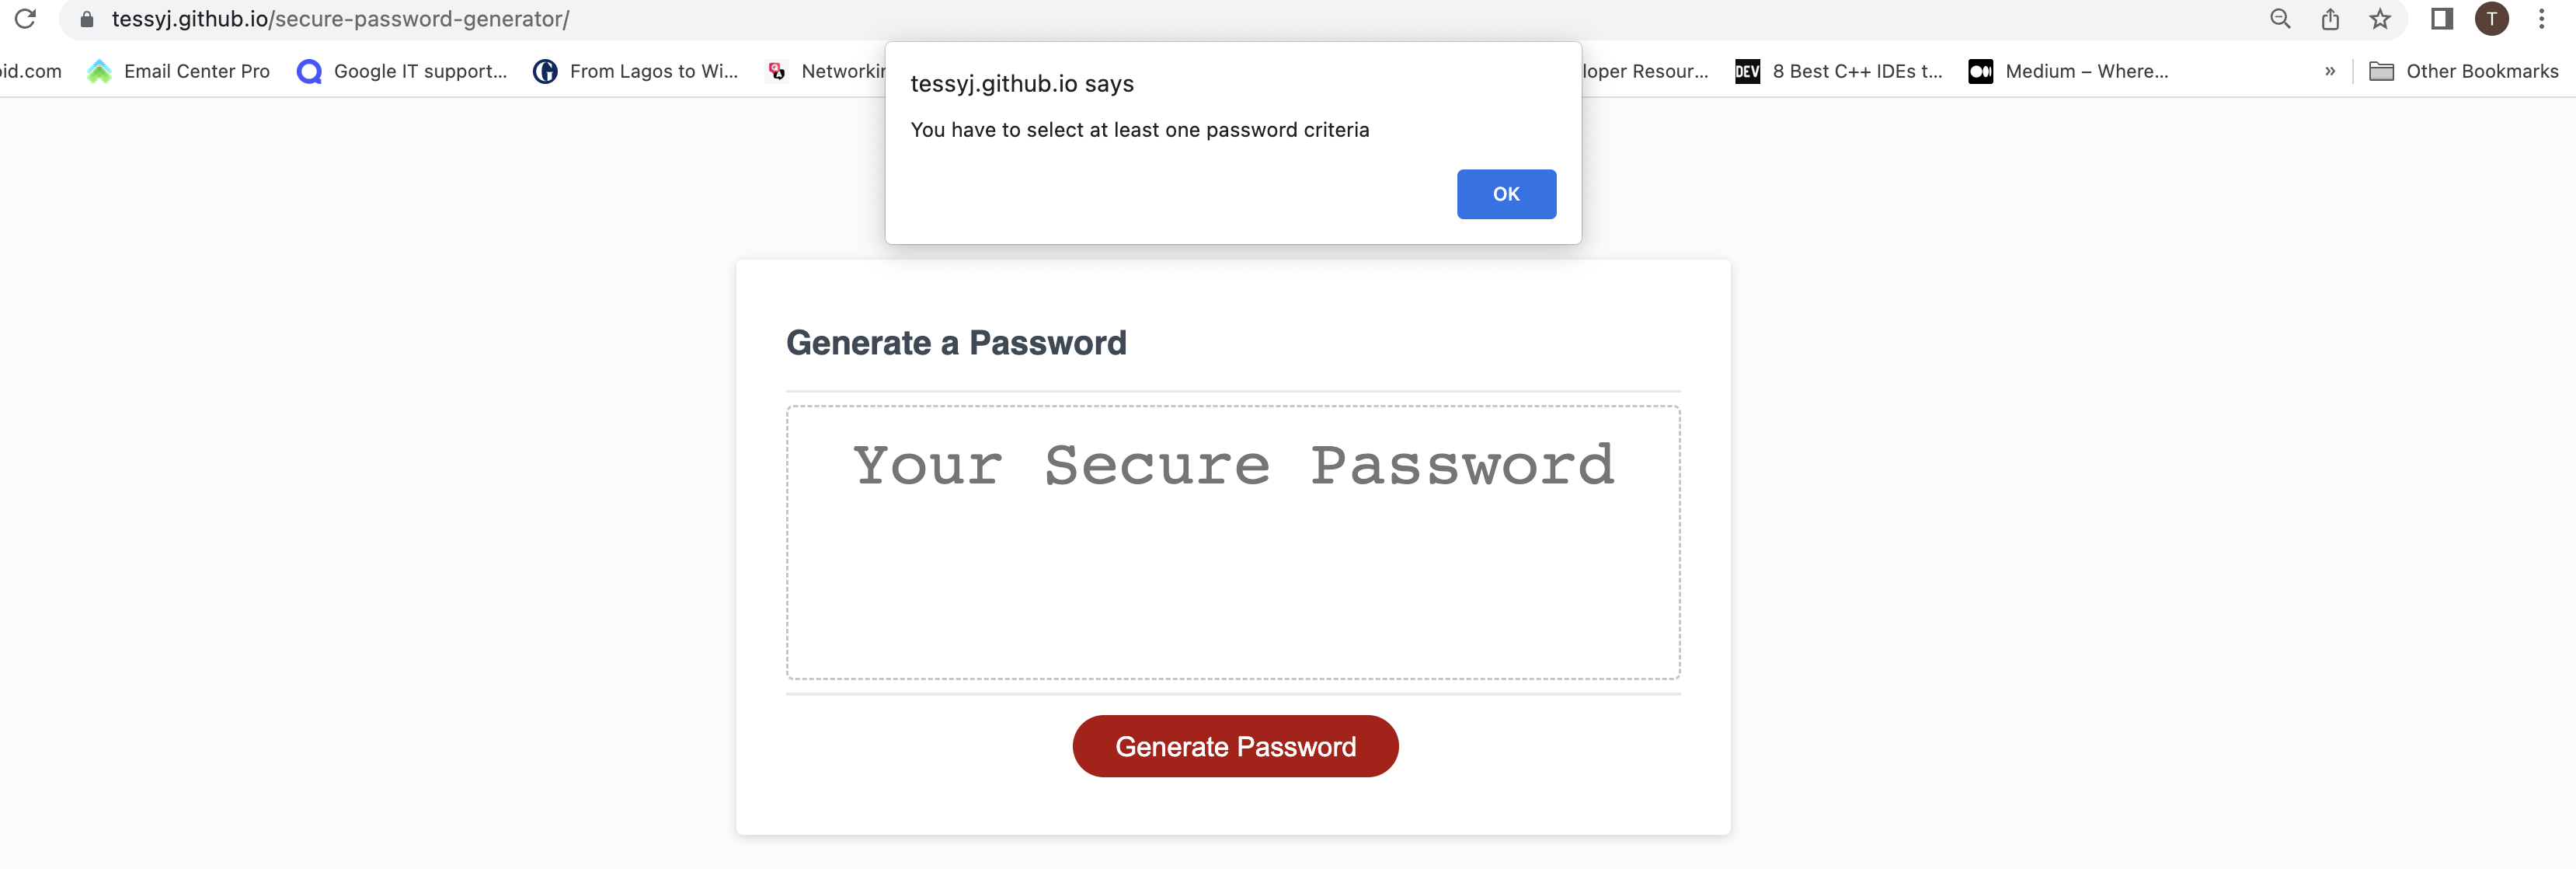 tessyj.github.io/secure-password-generator/
T
id.com Email Center Pro Google IT support... From Lagos to Wi... Networkin loper Resour... DEV 8 Best C++ IDEs t... Medium – Where... » Other Bookmarks
tessyj.github.io says
You have to select at least one password criteria
OK
Generate a Password
Your Secure Password
Generate Password